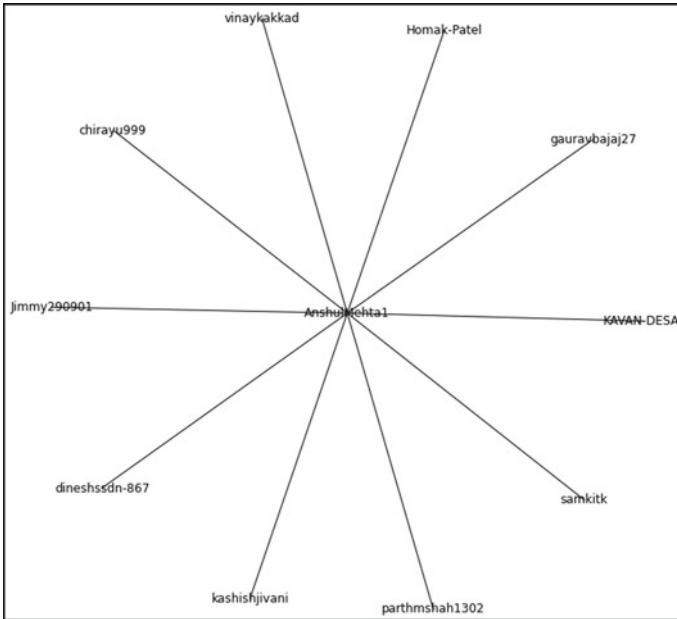 vinaykakkad
Homak-Patel
chirayu999
gauravbajaj27
Jimmy290901
AnshulMehta1
KAVAN-DESA
dineshssdn-867
samkitk
kashishjivani
parthmshah1302